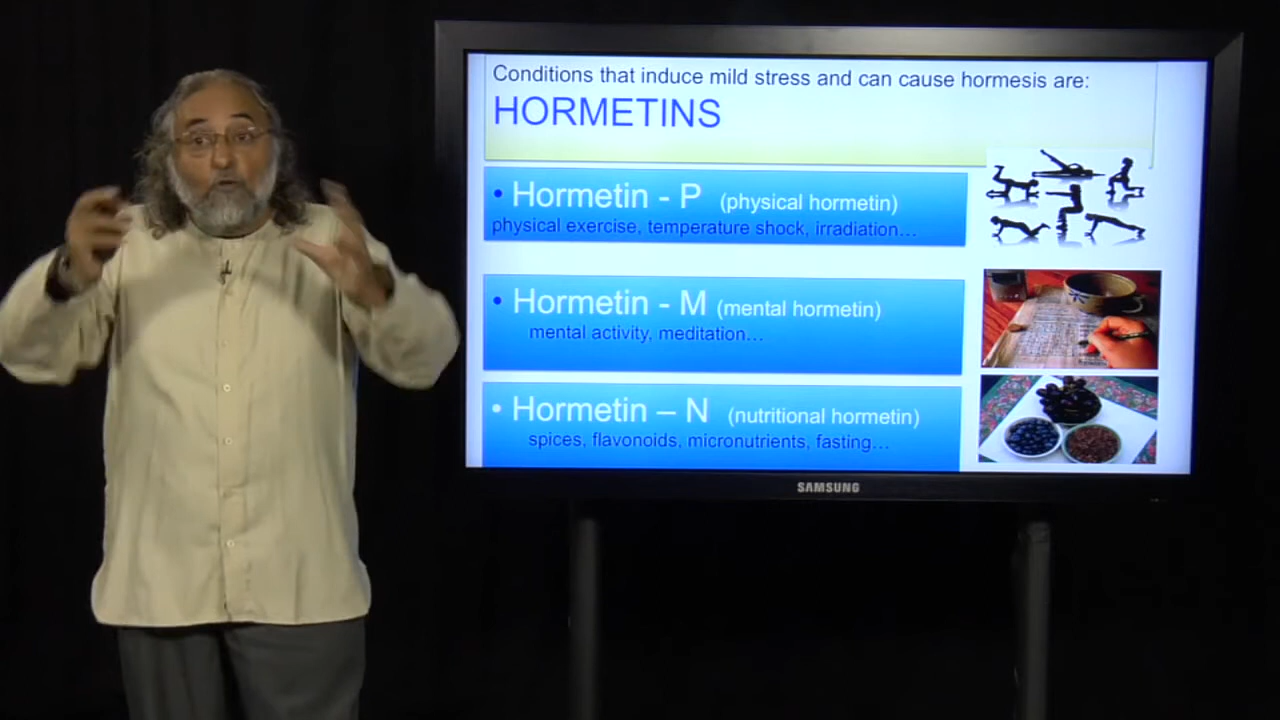 Conditions that induce mild stress and can cause hormesis are:
HORMETINS
• Hormetin - P (physical hormetin)
physical exercise, temperature shock, irradiation...
• Hormetin - M (mental hormetin)
mental activity, meditation...
• Hormetin – N (nutritional hormetin)
spices, flavonoids, micronutrients, fasting...
SAMSUNG